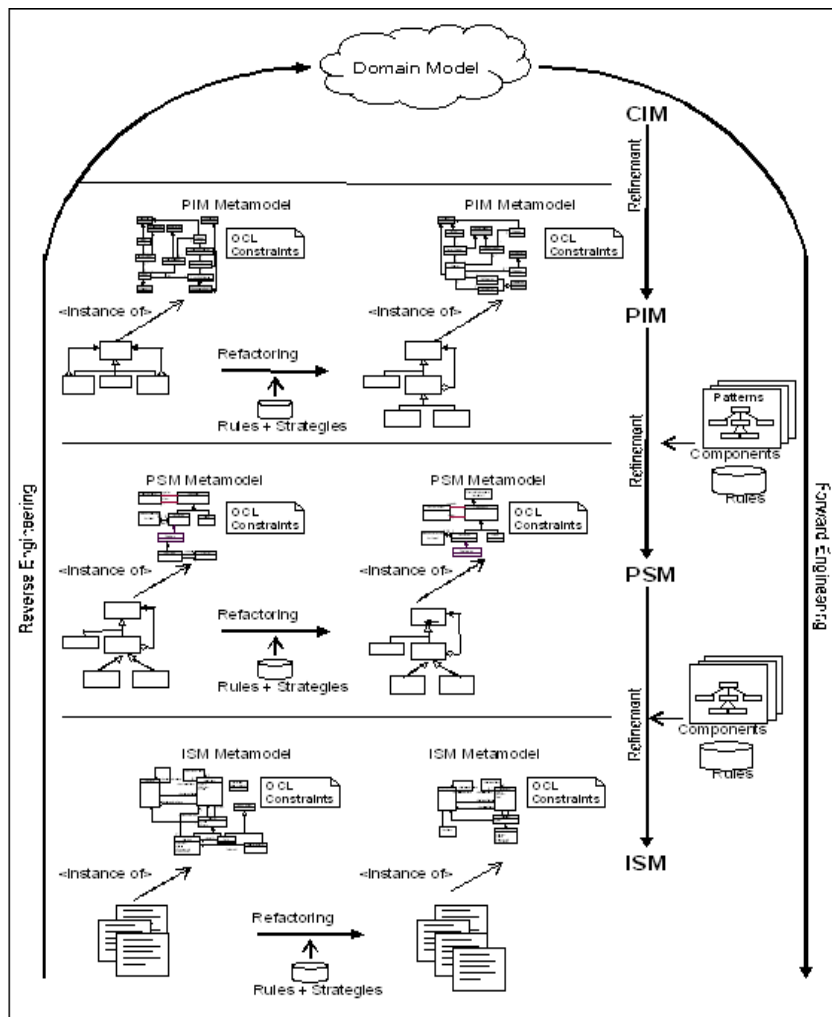 Domain Model
CIM
Refinement
PIM Metamodel
PIM Metamodel
OCL
Constraints
OCL
Constraints
<Instance of>
<Instance of>
PIM
Refactoring
Rules + Strategies
Patterns
Components
Rules
Refinement
PSM Metamodel
PSM Metamodel
OCL
Constraints
OCL
Constraints
<Instance of>
<Instance of>
PSM
Refactoring
Rules + Strategies
Reverse Engineering
Forward Engineering
Components
Rules
Refinement
ISM Metamodel
ISM Metamodel
OCL
Constraints
OCL
Constraints
<Instance of>
<Instance of>
ISM
Refactoring
Rules + Strategies